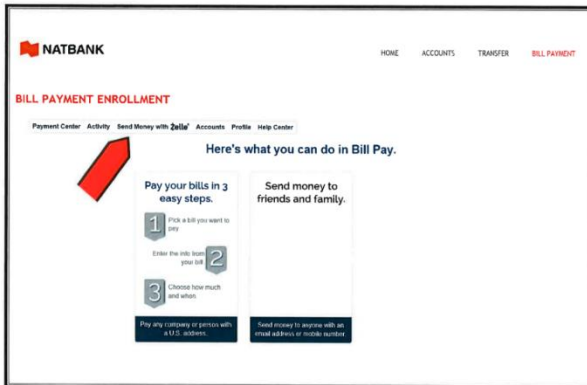 NATBANK
HOME ACCOUNTS TRANSFER BILL PAYMENT
BILL PAYMENT ENROLLMENT
Payment Center Activity Send Money with Zelle® Accounts Profile Help Center
Here's what you can do in Bill Pay.
Pay your bills in 3
easy steps.
1 Pick a bill you want to
pay.
Enter the info from
your bill. 2
3 Choose how much
and when.
Pay any company or person with
a U.S. address.
Send money to
friends and family.
Send money to anyone with an
email address or mobile number.